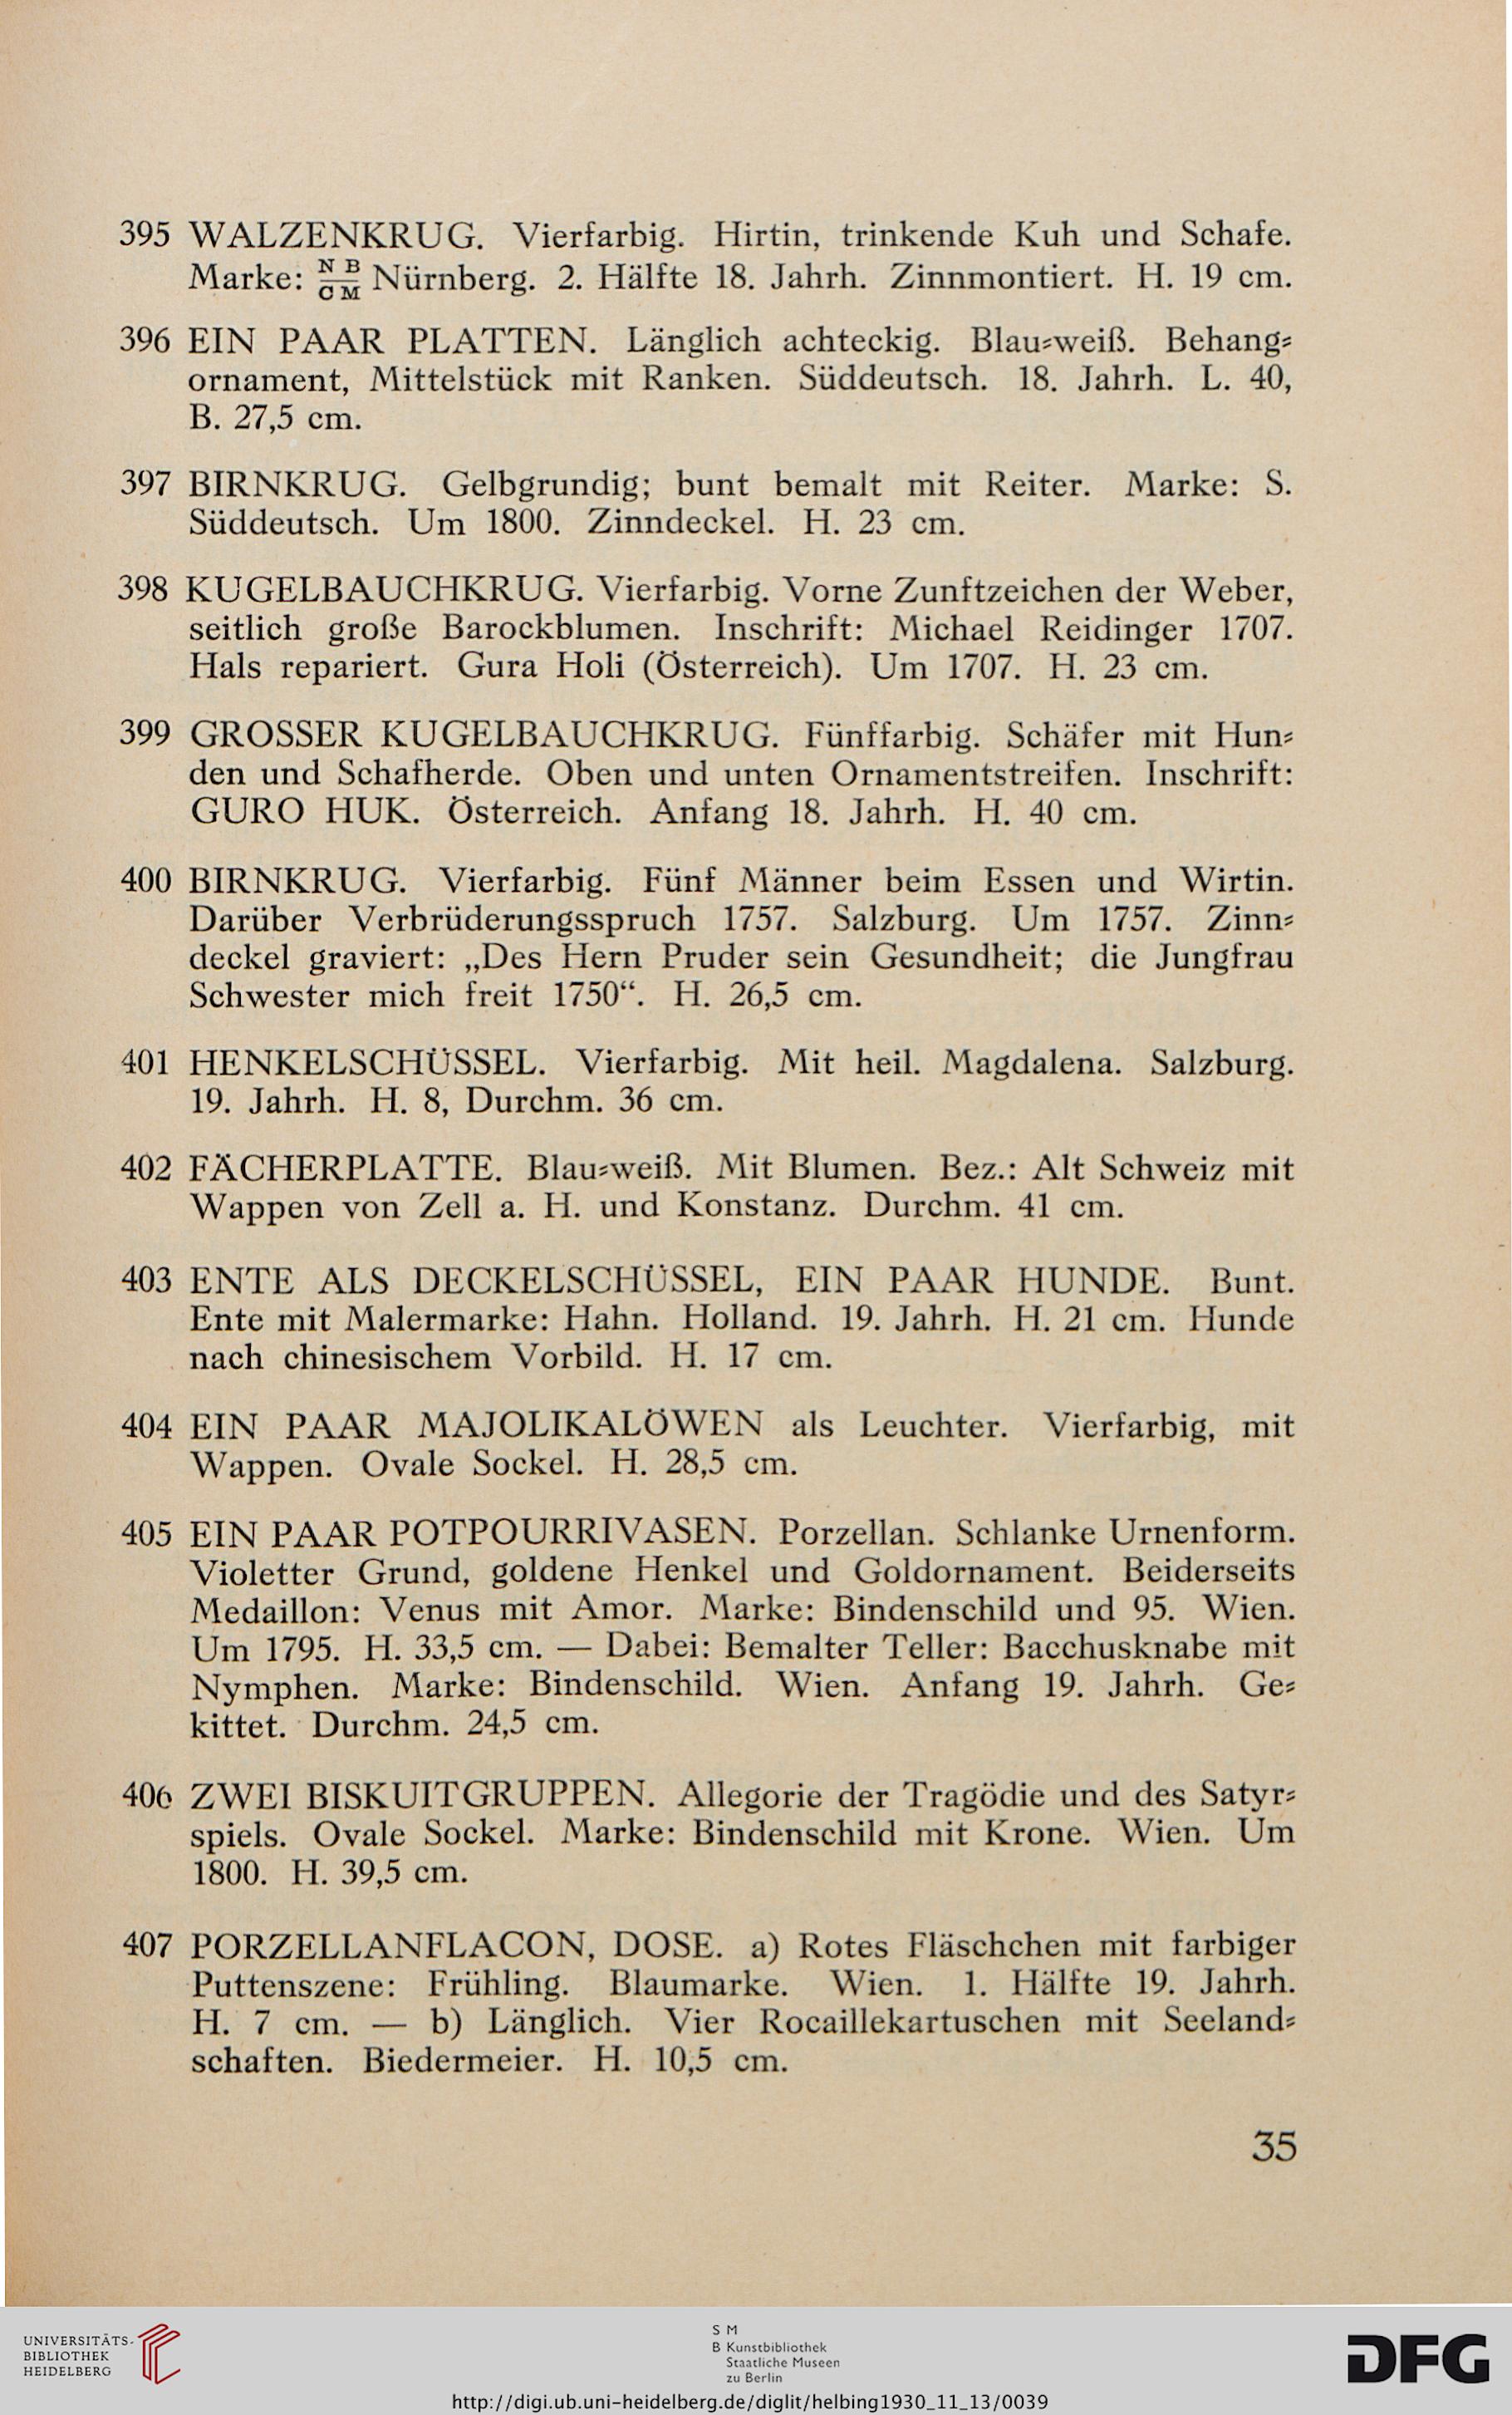 395 WALZENKRUG. Vierfarbig. Hirtin, trinkende Kuh und Schafe.
Marke: NB/CM Nürnberg. 2. Hälfte 18. Jahrh. Zinnmontiert. H. 19 cm.
396 EIN PAAR PLATTEN. Länglich achteckig. Blau⸗weiß. Behang⸗
ornament, Mittelstück mit Ranken. Süddeutsch. 18. Jahrh. L. 40,
B. 27,5 cm.
397 BIRNKRUG. Gelbgrundig; bunt bemalt mit Reiter. Marke: S.
Süddeutsch. Um 1800. Zinndeckel. H. 23 cm.
398 KUGELBAUCHKRUG. Vierfarbig. Vorne Zunftzeichen der Weber,
seitlich große Barockblumen. Inschrift: Michael Reidinger 1707.
Hals repariert. Gura Holi (Österreich). Um 1707. H. 23 cm.
399 GROSSER KUGELBAUCHKRUG. Fünffarbig. Schäfer mit Hun⸗
den und Schafherde. Oben und unten Ornamentstreifen. Inschrift:
GURO HUK. Österreich. Anfang 18. Jahrh. H. 40 cm.
400 BIRNKRUG. Vierfarbig. Fünf Männer beim Essen und Wirtin.
Darüber Verbrüderungsspruch 1757. Salzburg. Um 1757. Zinn⸗
deckel graviert: „Des Hern Pruder sein Gesundheit; die Jungfrau
Schwester mich freit 1750“. H. 26,5 cm.
401 HENKELSCHÜSSEL. Vierfarbig. Mit heil. Magdalena. Salzburg.
19. Jahrh. H. 8, Durchm. 36 cm.
402 FÄCHERPLATTE. Blau⸗weiß. Mit Blumen. Bez.: Alt Schweiz mit
Wappen von Zell a. H. und Konstanz. Durchm. 41 cm.
403 ENTE ALS DECKELSCHÜSSEL, EIN PAAR HUNDE. Bunt.
Ente mit Malermarke: Hahn. Holland. 19. Jahrh. H. 21 cm. Hunde
nach chinesischem Vorbild. H. 17 cm.
404 EIN PAAR MAJOLIKALÖWEN als Leuchter. Vierfarbig, mit
Wappen. Ovale Sockel. H. 28,5 cm.
405 EIN PAAR POTPOURRIVASEN. Porzellan. Schlanke Urnenform.
Violetter Grund, goldene Henkel und Goldornament. Beiderseits
Medaillon: Venus mit Amor. Marke: Bindenschild und 95. Wien.
Um 1795. H. 33,5 cm. — Dabei: Bemalter Teller: Bacchusknabe mit
Nymphen. Marke: Bindenschild. Wien. Anfang 19. Jahrh. Ge⸗
kittet. Durchm. 24,5 cm.
406 ZWEI BISKUITGRUPPEN. Allegorie der Tragödie und des Satyr⸗
spiels. Ovale Sockel. Marke: Bindenschild mit Krone. Wien. Um
1800. H. 39,5 cm.
407 PORZELLANFLACON, DOSE. a) Rotes Fläschchen mit farbiger
Puttenszene: Frühling. Blaumarke. Wien. 1. Hälfte 19. Jahrh.
H. 7 cm. — b) Länglich. Vier Rocaillekartuschen mit Seeland⸗
schaften. Biedermeier. H. 10,5 cm.
35
UNIVERSITÄTS-
BIBLIOTHEK
HEIDELBERG
S M
B Kunstbibliothek
Staatliche Museen
zu Berlin
DFG
http://digi.ub.uni-heidelberg.de/diglit/helbing1930_11_13/0039